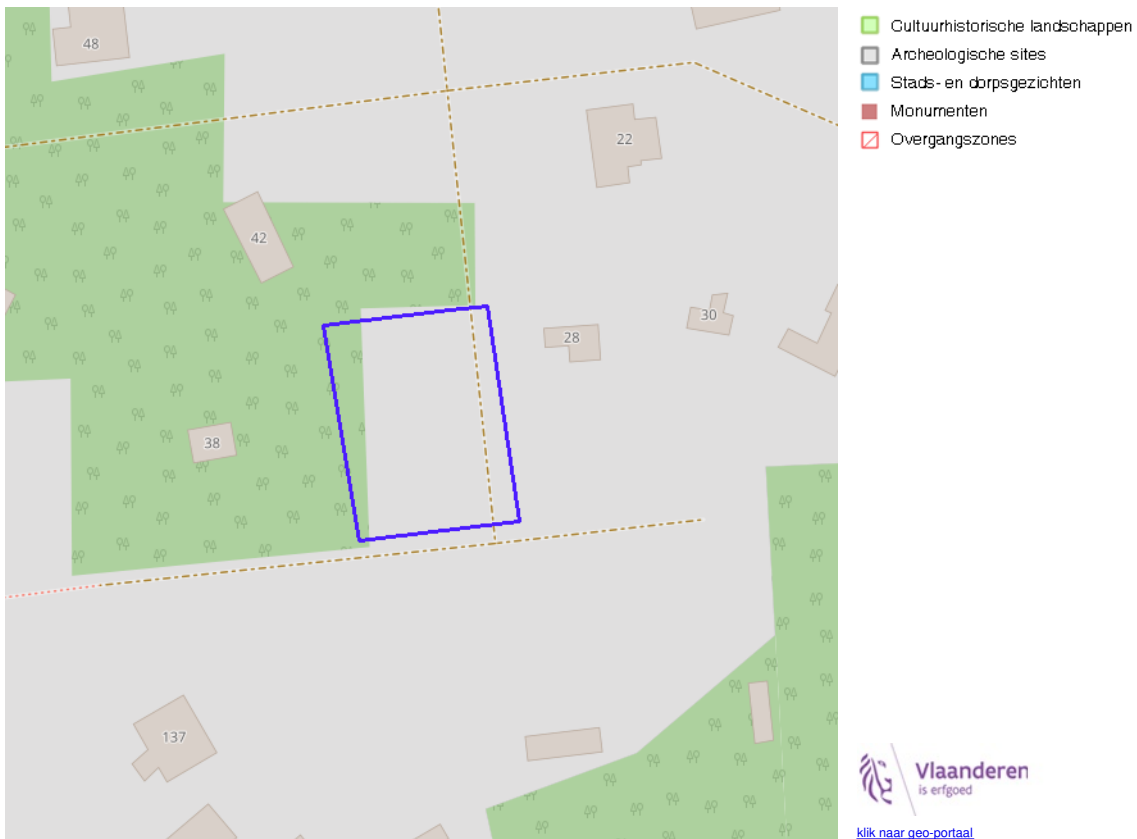 48
22
42
28
30
38
137
Cultuurhistorische landschappen
Archeologische sites
Stads- en dorpsgezichten
Monumenten
Overgangszones
Vlaanderen
is erfgoed
klik naar geo-portaal